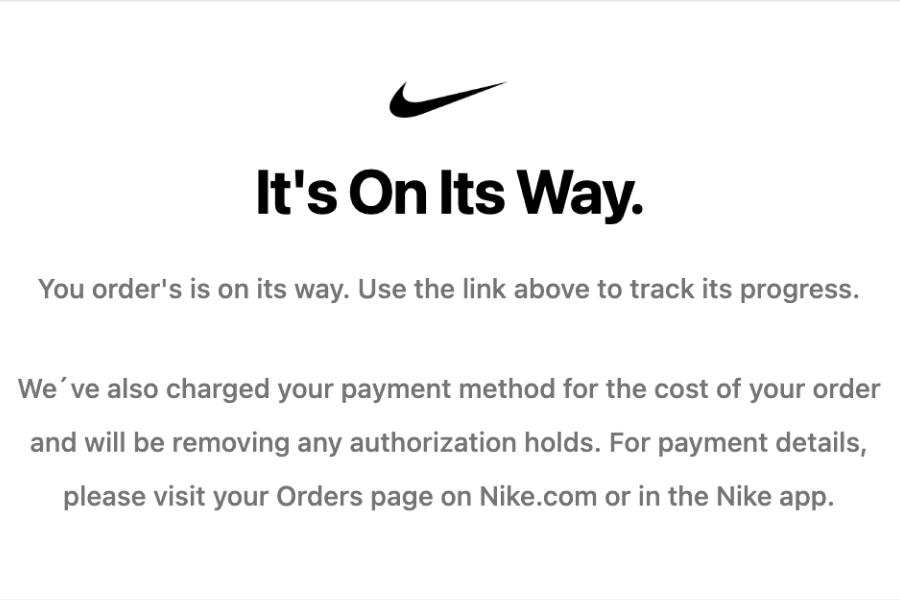 It's On Its Way.
You order's is on its way. Use the link above to track its progress.
We´ve also charged your payment method for the cost of your order
and will be removing any authorization holds. For payment details,
please visit your Orders page on Nike.com or in the Nike app.